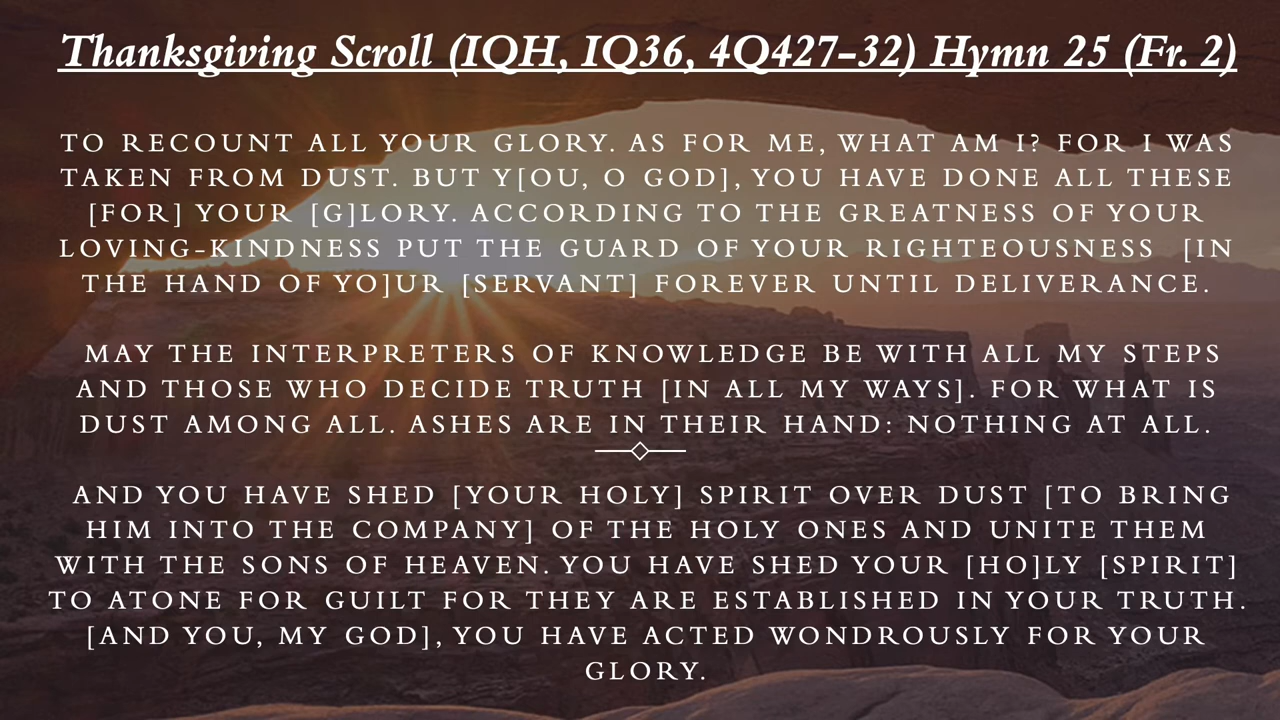 Thanksgiving Scroll (IQH, IQ36, 4Q427-32) Hymn 25 (Fr. 2)
TO RECOUNT ALL YOUR GLORY. AS FOR ME, WHAT AM I? FOR I WAS
TAKEN FROM DUST. BUT Y[OU, O GOD], YOU HAVE DONE ALL THESE
[FOR] YOUR [G]LORY. ACCORDING TO THE GREATNESS OF YOUR
LOVING-KINDNESS PUT THE GUARD OF YOUR RIGHTEOUSNESS [IN
THE HAND OF YO]UR [SERVANT] FOREVER UNTIL DELIVERANCE.
MAY THE INTERPRETERS OF KNOWLEDGE BE WITH ALL MY STEPS
AND THOSE WHO DECIDE TRUTH [IN ALL MY WAYS]. FOR WHAT IS
DUST AMONG ALL. ASHES ARE IN THEIR HAND: NOTHING AT ALL.
AND YOU HAVE SHED [YOUR HOLY] SPIRIT OVER DUST [TO BRING
HIM INTO THE COMPANY] OF THE HOLY ONES AND UNITE THEM
WITH THE SONS OF HEAVEN. YOU HAVE SHED YOUR [HO]LY [SPIRIT]
TO ATONE FOR GUILT FOR THEY ARE ESTABLISHED IN YOUR TRUTH.
[AND YOU, MY GOD], YOU HAVE ACTED WONDROUSLY FOR YOUR
GLORY.